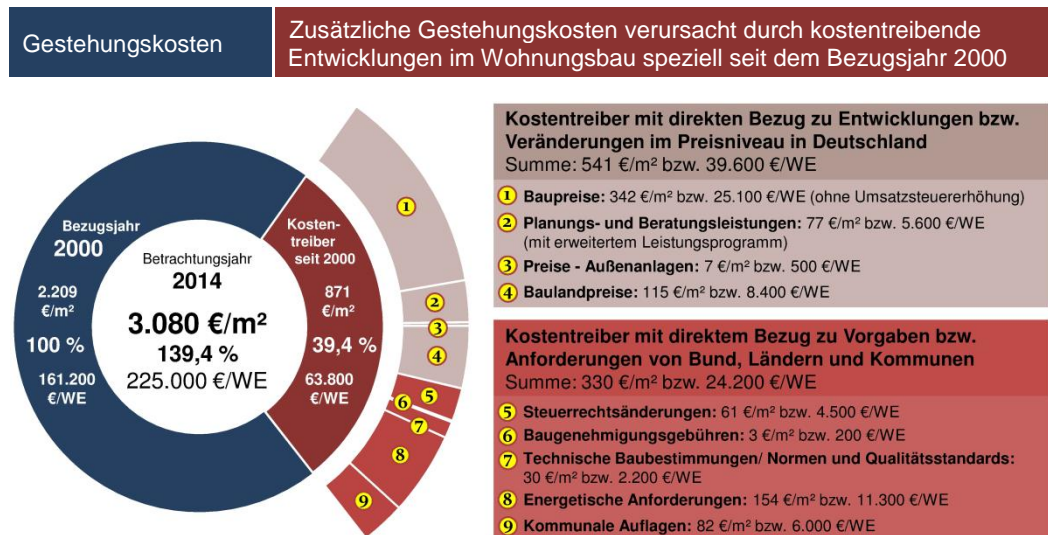 Gestehungskosten
Zusätzliche Gestehungskosten verursacht durch kostentreibende
Entwicklungen im Wohnungsbau speziell seit dem Bezugsjahr 2000
Bezugsjahr
2000
2.209
€/m²
100 %
161.200
€/WE
Betrachtungsjahr
2014
3.080 €/m²
139,4 %
225.000 €/WE
Kosten-
treiber
seit 2000
871
€/m²
39,4 %
63.800
€/WE
1
2
3
4
5
6
7
8
9
Kostentreiber mit direkten Bezug zu Entwicklungen bzw.
Veränderungen im Preisniveau in Deutschland
Summe: 541 €/m² bzw. 39.600 €/WE
1 Baupreise: 342 €/m² bzw. 25.100 €/WE (ohne Umsatzsteuererhöhung)
2 Planungs- und Beratungsleistungen: 77 €/m² bzw. 5.600 €/WE
(mit erweitertem Leistungsprogramm)
3 Preise - Außenanlagen: 7 €/m² bzw. 500 €/WE
4 Baulandpreise: 115 €/m² bzw. 8.400 €/WE
Kostentreiber mit direktem Bezug zu Vorgaben bzw.
Anforderungen von Bund, Ländern und Kommunen
Summe: 330 €/m² bzw. 24.200 €/WE
5 Steuerrechtsänderungen: 61 €/m² bzw. 4.500 €/WE
6 Baugenehmigungsgebühren: 3 €/m² bzw. 200 €/WE
7 Technische Baubestimmungen/ Normen und Qualitätsstandards:
30 €/m² bzw. 2.200 €/WE
8 Energetische Anforderungen: 154 €/m² bzw. 11.300 €/WE
9 Kommunale Auflagen: 82 €/m² bzw. 6.000 €/WE